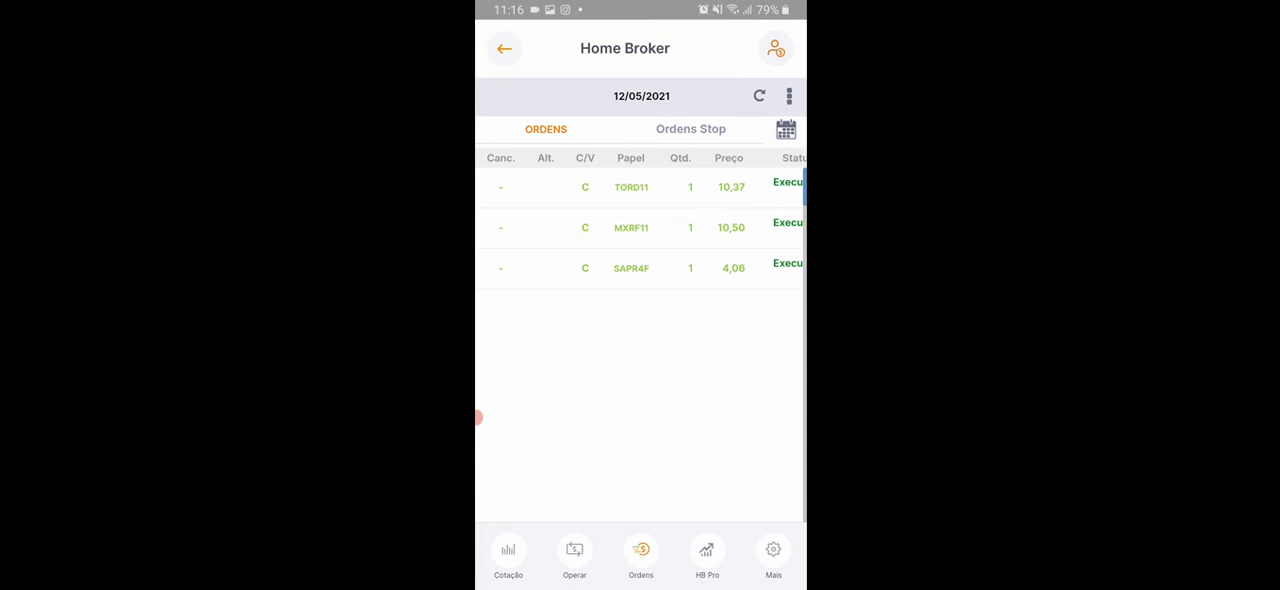 11:16 79%
Home Broker
12/05/2021
ORDENS Ordens Stop
Canc. Alt. C/V Papel Qtd. Preço Statu
- C TORD11 1 10,37 Execu
- C MXRF11 1 10,50 Execu
- C SAPR4F 1 4,06 Execu
Cotação Operar Ordens HB Pro Mais